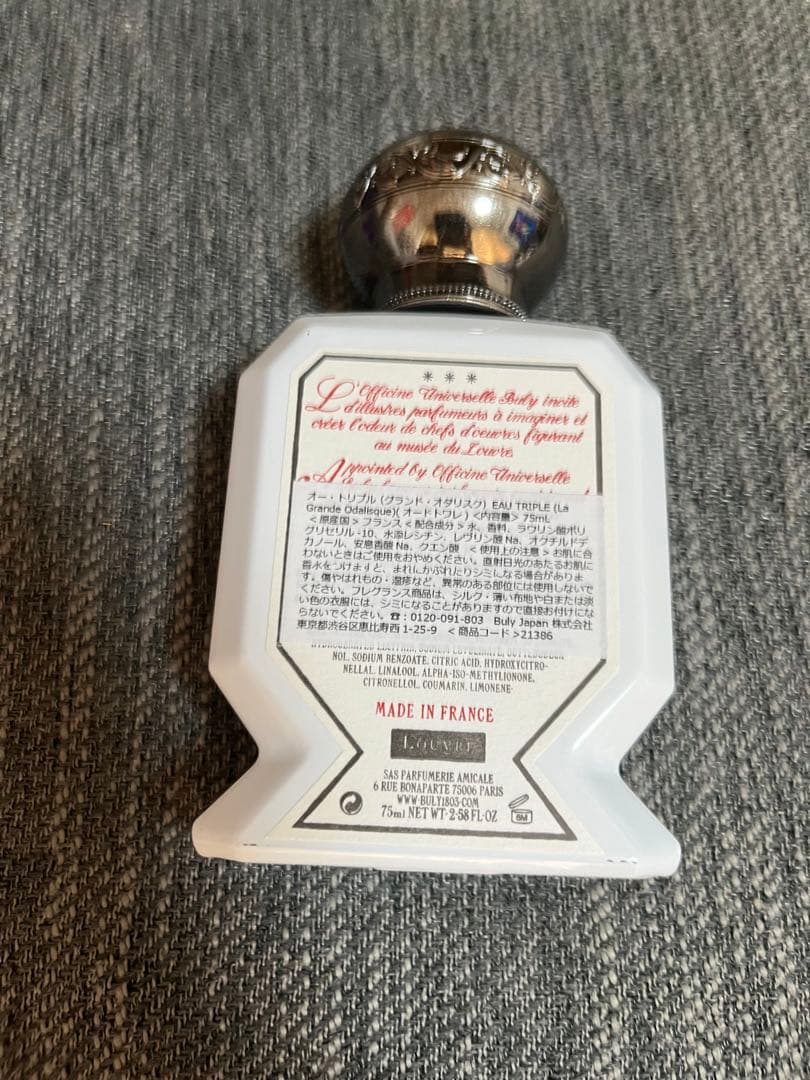 ***
L'Officine Universelle Buly invite
d'illustres parfumeurs à imaginer et
créer l'odeur de chefs d'oeuvres figurant
au musée du Louvre
Appointed by Officine Universelle
オー・トリプル (グランド・オダリスク) EAU TRIPLE (La
Grande Odalisque)( オードトワレ ) <内容量> 75mL
< 原産国 > フランス < 配合成分 > 水、香料、ラウリン酸ポリ
グリセリル -10、水添レシチン、レヴリン酸 Na、オクチルドデ
カノール、安息香酸 Na、クエン酸 < 使用上の注意 > お肌に合
わないときはご使用をおやめください。直射日光のあたるお肌に
香水をつけますと、まれにかぶれたりシミになる場合がありま
す。傷やはれもの・湿疹など、異常のある部位には使用しないで
ください。フレグランス商品は、シルク・薄い布地や白または淡
い色の衣服には、シミになることがありますので直接お付けにな
らないでください。☎ : 0120-091-803 Buly Japan 株式会社
東京都渋谷区恵比寿西 1-25-9 < 商品コード >21386
NOL, SODIUM BENZOATE, CITRIC ACID, HYDROXYCITRO-
NELLAL, LINALOOL, ALPHA-ISO-METHYLIONONE,
CITRONELLOL, COUMARIN, LIMONENE
MADE IN FRANCE
LOUVRE
SAS PARFUMERIE AMICALE
6 RUE BONAPARTE 75006 PARIS
WWW·BULY1803·COM
75ml NET WT·2·58 FL·OZ
6M